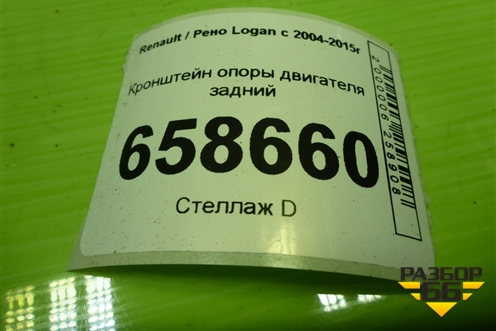 Renault / Рено Logan с 2004-2015г
Кронштейн опоры двигателя
задний
658660
Стеллаж D
2000006258908
РАЗБОР
66